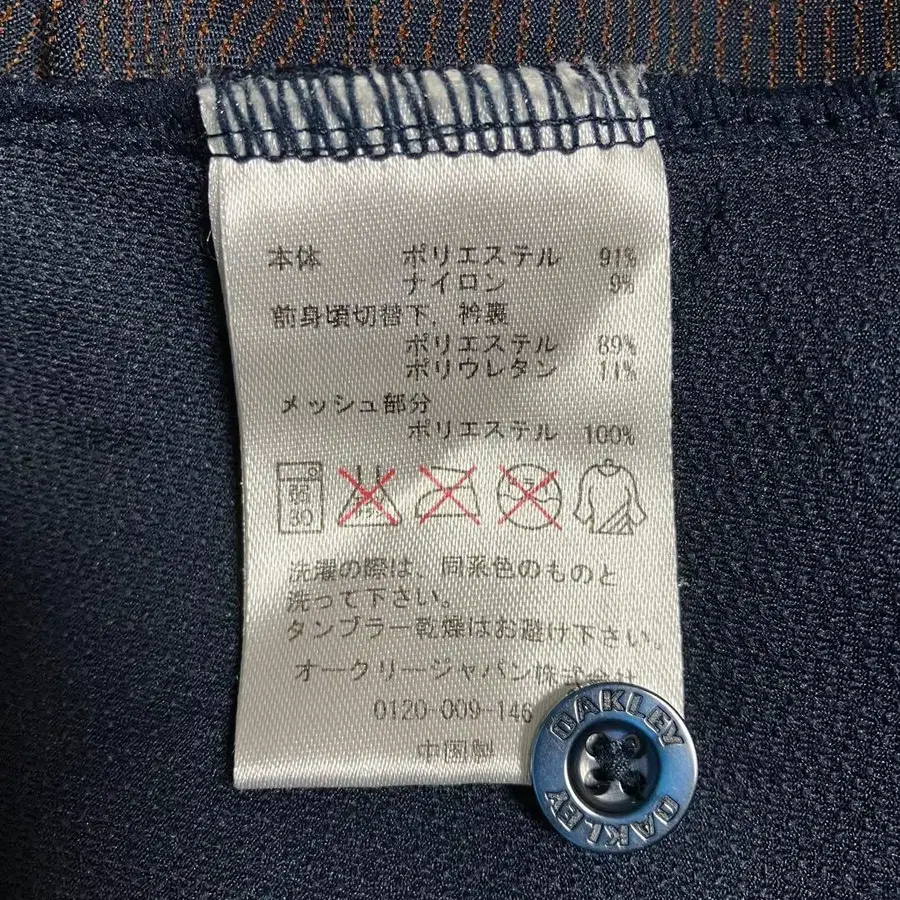 本体 ポリエステル 91%
ナイロン 9%
前身頃切替下、衿裏
ポリエステル 89%
ポリウレタン 11%
メッシュ部分
ポリエステル 100%
30
洗濯の際は、同系色のものと
洗って下さい。
タンブラー乾燥はお避け下さい。
オークリージャパン株式会社
0120-009-146
中国製
OAKLEY
OAKLEY